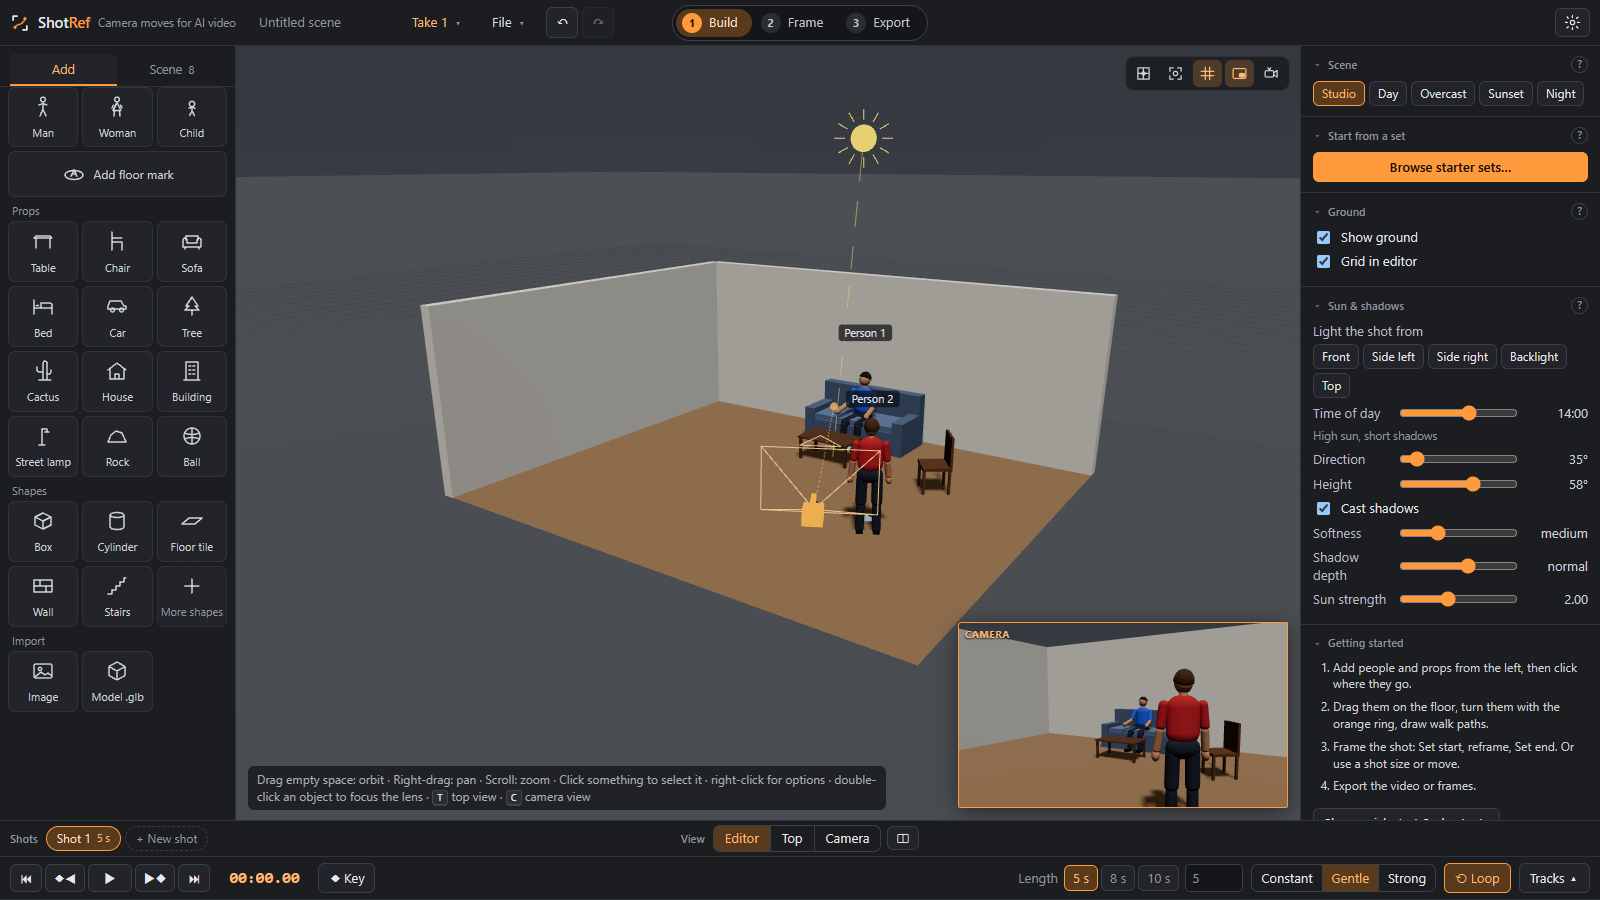 ShotRef Camera moves for AI video Untitled scene Take 1 File 1 Build 2 Frame 3 Export
Add Scene 8
Man Woman Child
Add floor mark
Props
Table Chair Sofa
Bed Car Tree
Cactus House Building
Street lamp Rock Ball
Shapes
Box Cylinder Floor tile
Wall Stairs More shapes
Import
Image Model .glb
Person 1
Person 2
CAMERA
Drag empty space: orbit · Right-drag: pan · Scroll: zoom · Click something to select it · right-click for options · double-
click an object to focus the lens · T top view · C camera view
Scene ?
Studio Day Overcast Sunset Night
Start from a set ?
Browse starter sets...
Ground ?
Show ground
Grid in editor
Sun & shadows ?
Light the shot from
Front Side left Side right Backlight
Top
Time of day 14:00
High sun, short shadows
Direction 35°
Height 58°
Cast shadows
Softness medium
Shadow
depth normal
Sun strength 2.00
Getting started
1. Add people and props from the left, then click
where they go.
2. Drag them on the floor, turn them with the
orange ring, draw walk paths.
3. Frame the shot: Set start, reframe, Set end. Or
use a shot size or move.
4. Export the video or frames.
Shots Shot 1 5 s + New shot View Editor Top Camera
00:00.00 Key Length 5 s 8 s 10 s 5 Constant Gentle Strong Loop Tracks